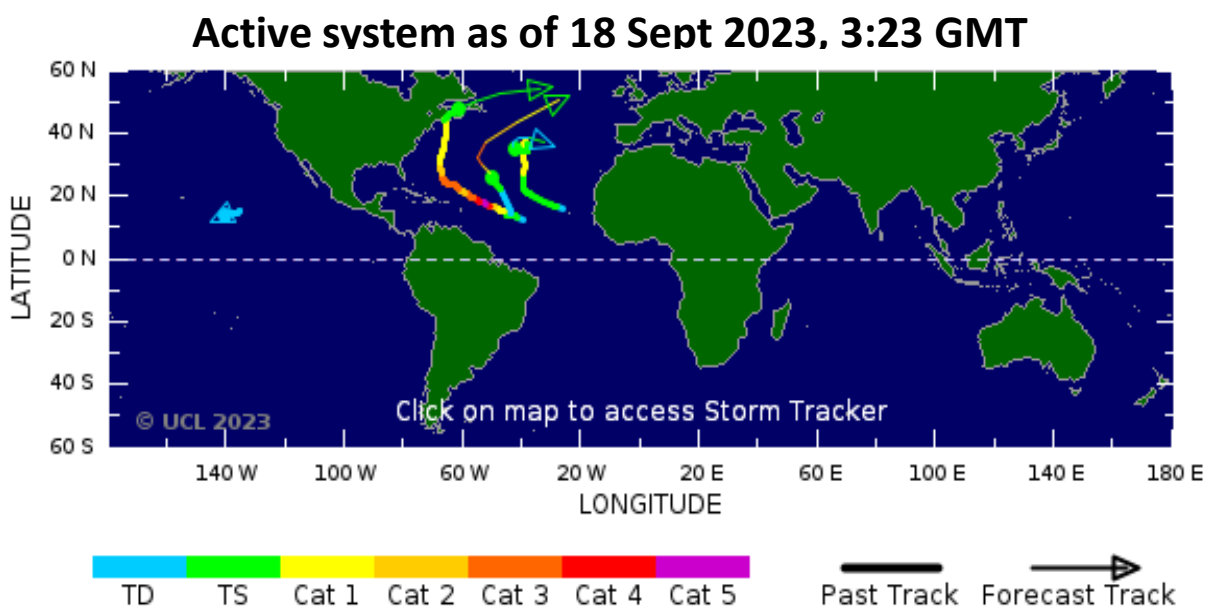 Active system as of 18 Sept 2023, 3:23 GMT
60 N
40 N
20 N
0 N
20 S
40 S
60 S
LATITUDE
Click on map to access Storm Tracker
© UCL 2023
140 W 100 W 60 W 20 W 20 E 60 E 100 E 140 E 180 E
LONGITUDE
TD TS Cat 1 Cat 2 Cat 3 Cat 4 Cat 5 Past Track Forecast Track